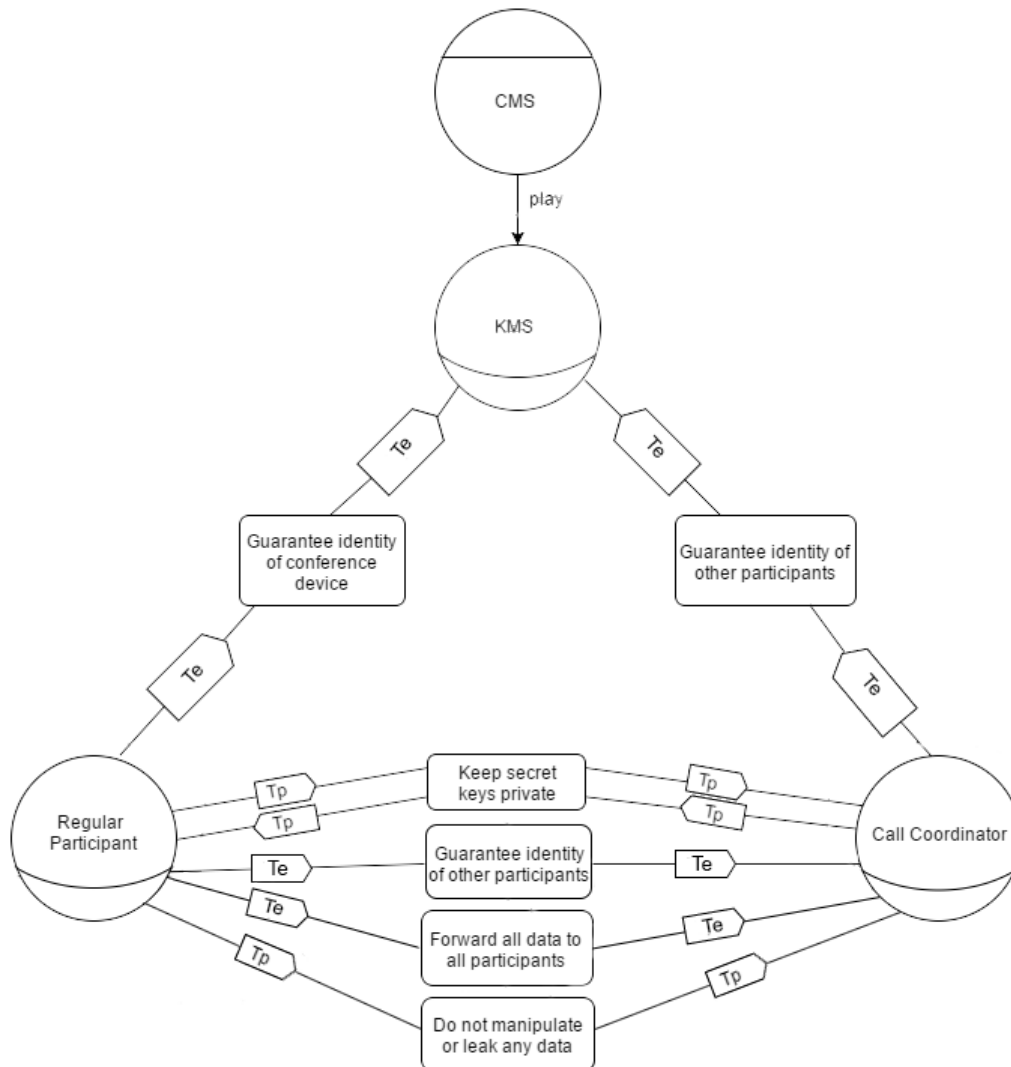 CMS
play
KMS
Te
Te
Guarantee identity
of conference
device
Guarantee identity of
other participants
Te
Te
Regular
Participant
Tp
Tp
Keep secret
keys private
Tp
Tp
Call Coordinator
Te
Guarantee identity
of other participants
Te
Te
Forward all data to
all participants
Te
Tp
Do not manipulate
or leak any data
Tp